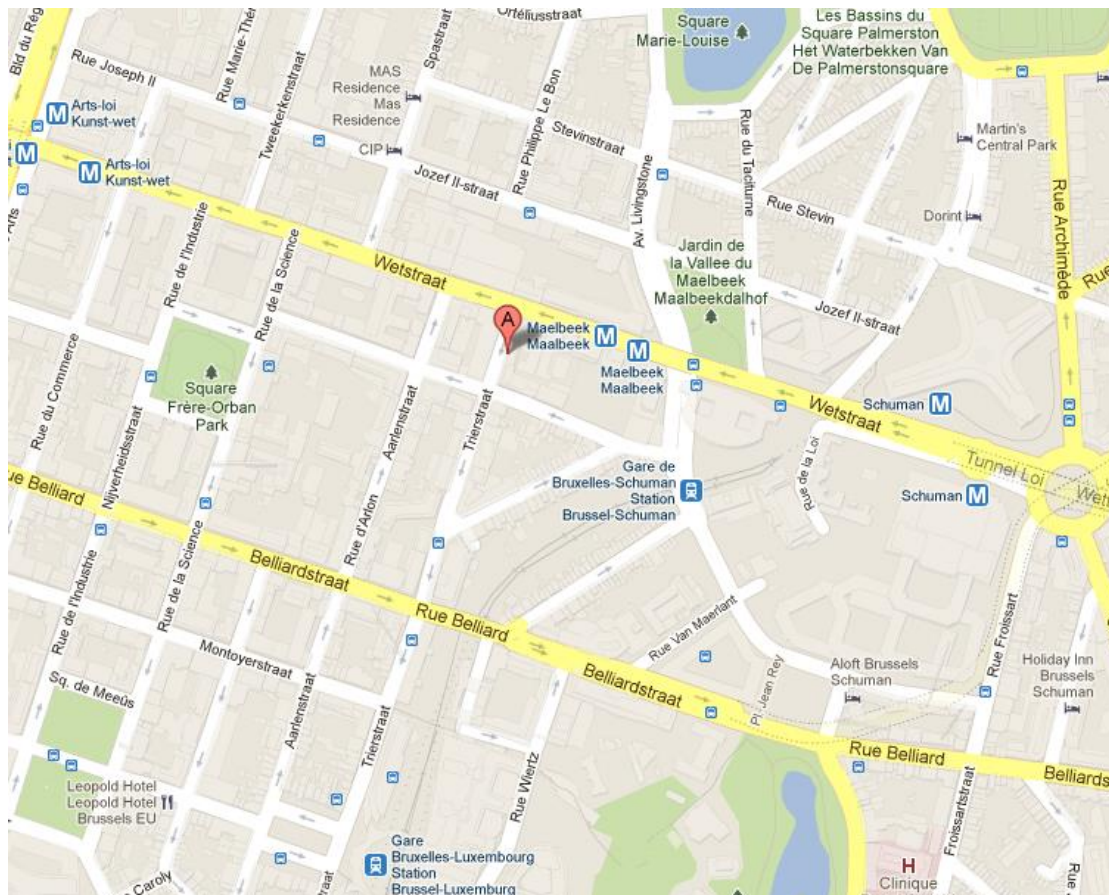 Bld du Rég
Rue Joseph II
Rue Marie-Thé
Tweekerkenstraat
Spastraat
Ortéliusstraat
Square
Marie-Louise
Les Bassins du
Square Palmerston
Het Waterbekken Van
De Palmerstonsquare
MAS
Residence
Mas
Residence
CIP
Rue Philippe Le Bon
Stevinstraat
Arts-loi
Kunst-wet
Arts-loi
Kunst-wet
Arts
Jozef II-straat
Av. Livingstone
Rue du Taciturne
Rue Stevin
Martin's
Central Park
Dorint
Rue Archimède
Rue
Rue de l'Industrie
Rue de la Science
Wetstraat
Jardin de
la Vallee du
Maelbeek
Maalbeekdalhof
Jozef II-straat
A
Maelbeek
Maalbeek
M
M
M
M
Maelbeek
Maalbeek
Square
Frère-Orban
Park
Rue du Commerce
Nijverheidsstraat
Aarlenstraat
Trierstraat
Wetstraat
Schuman
M
Rue de la Loi
Tunnel Loi
Wet
Schuman
M
Gare de
Bruxelles-Schuman
Station
Brussel-Schuman
ue Belliard
Rue d'Arlon
Belliardstraat
Rue Belliard
Rue de l'Industrie
Rue de la Science
Montoyerstraat
Sq. de Meeûs
Aarlenstraat
Trierstraat
Rue Van Maerlant
Belliardstraat
Pl. Jean Rey
Aloft Brussels
Schuman
Rue Froissart
Holiday Inn
Brussels
Schuman
Rue Belliard
Belliards
Froissartstraat
Rue Wiertz
Leopold Hotel
Leopold Hotel
Brussels EU
Gare
Bruxelles-Luxembourg
Station
Brussel-Luxemburg
Caroly
H
Clinique
Rue